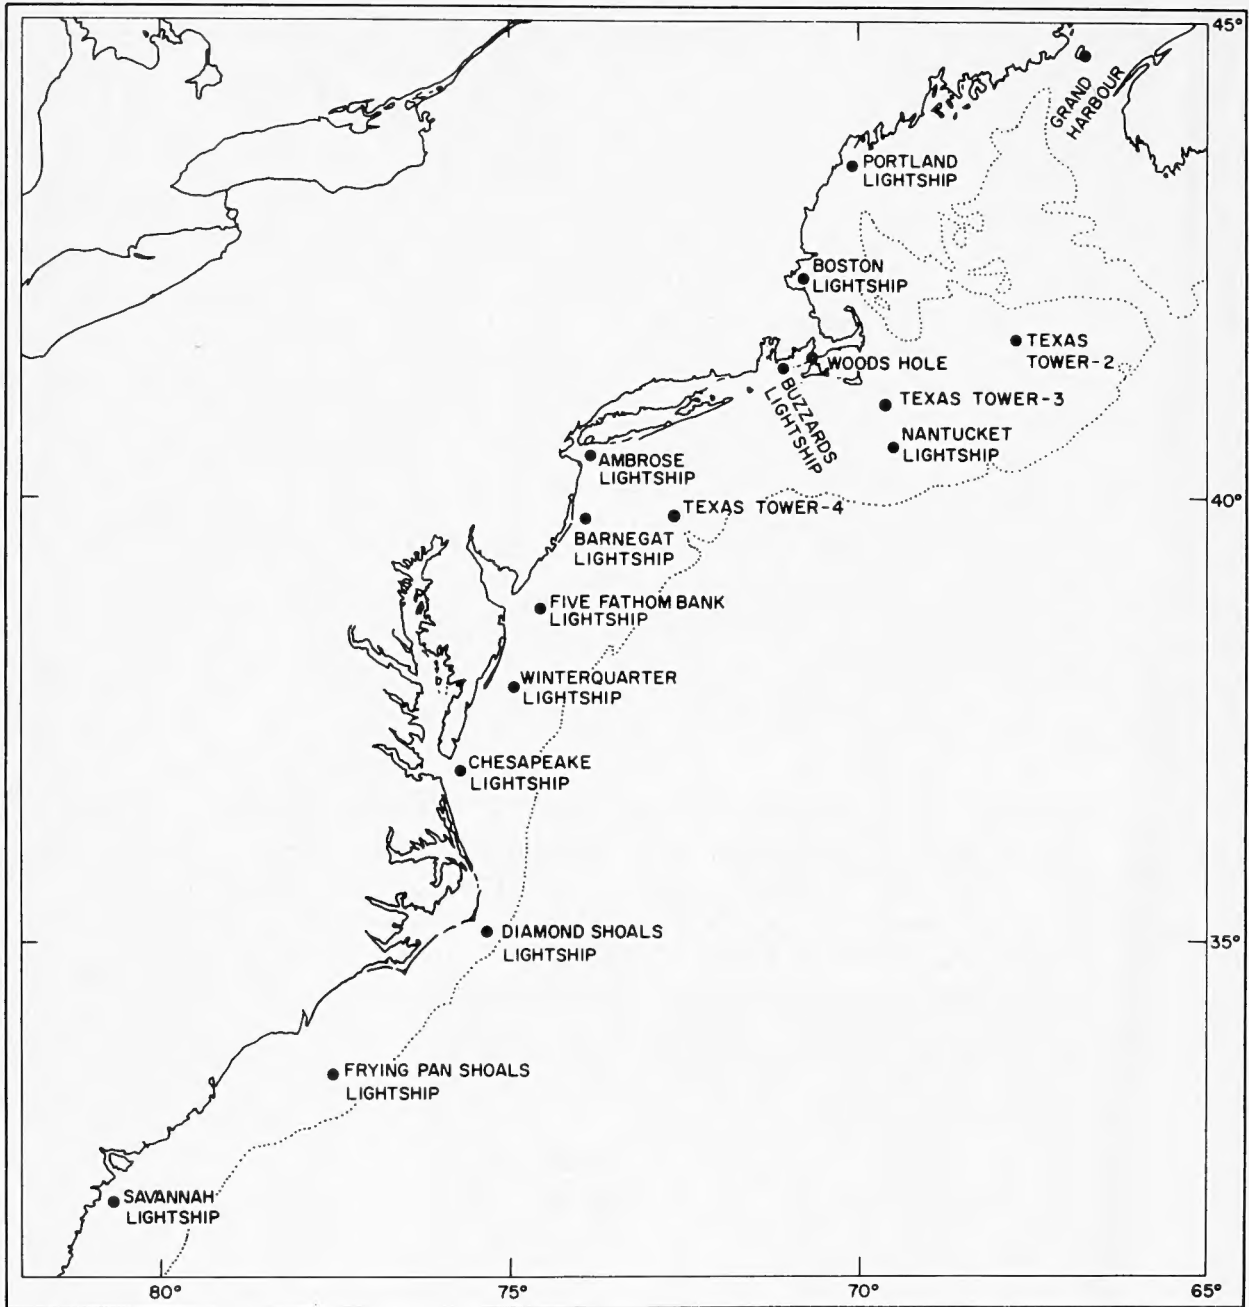 45°
GRAND
HARBOUR
PORTLAND
LIGHTSHIP
BOSTON
LIGHTSHIP
TEXAS
TOWER-2
WOODS HOLE
BUZZARDS
LIGHTSHIP
TEXAS TOWER-3
NANTUCKET
LIGHTSHIP
AMBROSE
LIGHTSHIP
40°
TEXAS TOWER-4
BARNEGAT
LIGHTSHIP
FIVE FATHOM BANK
LIGHTSHIP
WINTERQUARTER
LIGHTSHIP
CHESAPEAKE
LIGHTSHIP
35°
DIAMOND SHOALS
LIGHTSHIP
FRYING PAN SHOALS
LIGHTSHIP
SAVANNAH
LIGHTSHIP
80°
75°
70°
65°